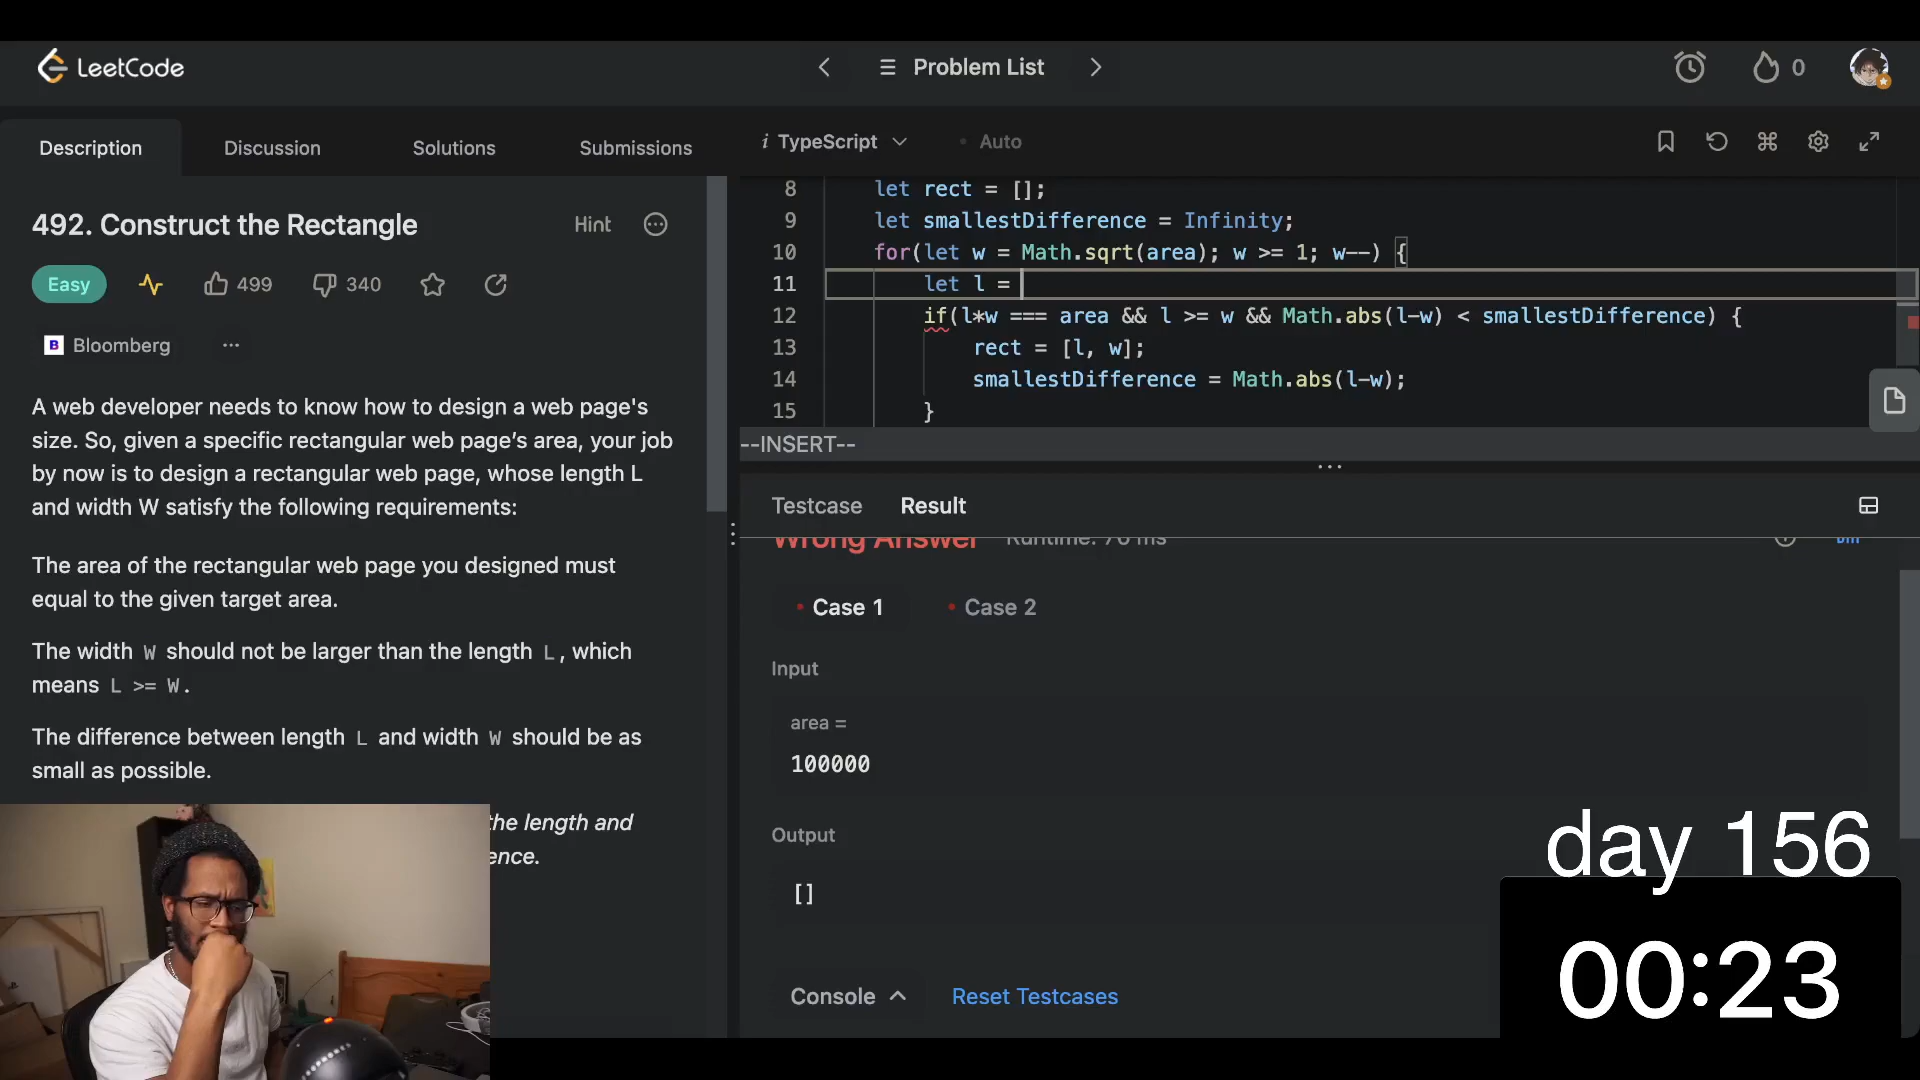 LeetCode
Problem List
0
Description
Discussion
Solutions
Submissions
i TypeScript
• Auto
492. Construct the Rectangle
Hint
Easy
499
340
B Bloomberg
...
A web developer needs to know how to design a web page's
size. So, given a specific rectangular web page’s area, your job
by now is to design a rectangular web page, whose length L
and width W satisfy the following requirements:
The area of the rectangular web page you designed must
equal to the given target area.
The width W should not be larger than the length L, which
means L >= W.
The difference between length L and width W should be as
small as possible.
the length and
ence.
8 let rect = [];
9 let smallestDifference = Infinity;
10 for(let w = Math.sqrt(area); w >= 1; w--) {
11 let l =
12 if(l*w === area && l >= w && Math.abs(l-w) < smallestDifference) {
13 rect = [l, w];
14 smallestDifference = Math.abs(l-w);
15 }
--INSERT--
...
Testcase
Result
Wrong Answer
Runtime: 70 ms
• Case 1
• Case 2
Input
area =
100000
Output
[]
Console
Reset Testcases
day 156
00:23